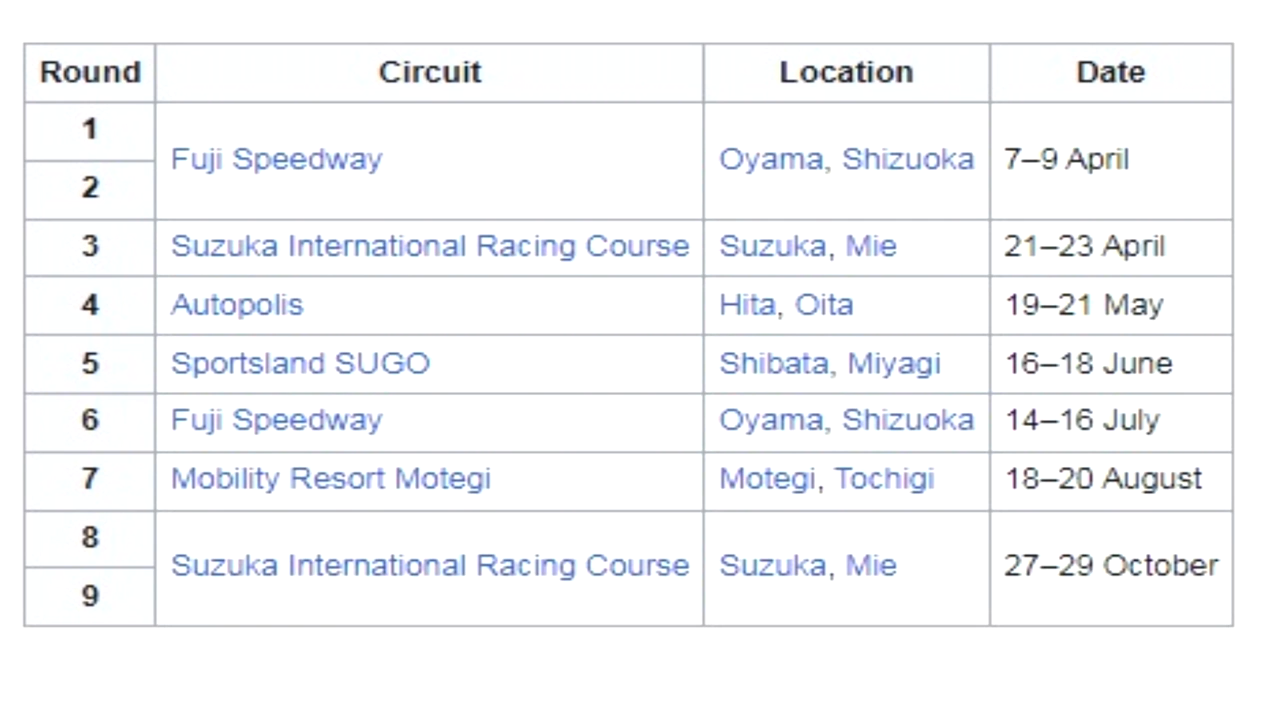 Round Circuit Location Date
1
Fuji Speedway Oyama, Shizuoka 7–9 April
2
3 Suzuka International Racing Course Suzuka, Mie 21–23 April
4 Autopolis Hita, Oita 19–21 May
5 Sportsland SUGO Shibata, Miyagi 16–18 June
6 Fuji Speedway Oyama, Shizuoka 14–16 July
7 Mobility Resort Motegi Motegi, Tochigi 18–20 August
8
Suzuka International Racing Course Suzuka, Mie 27–29 October
9